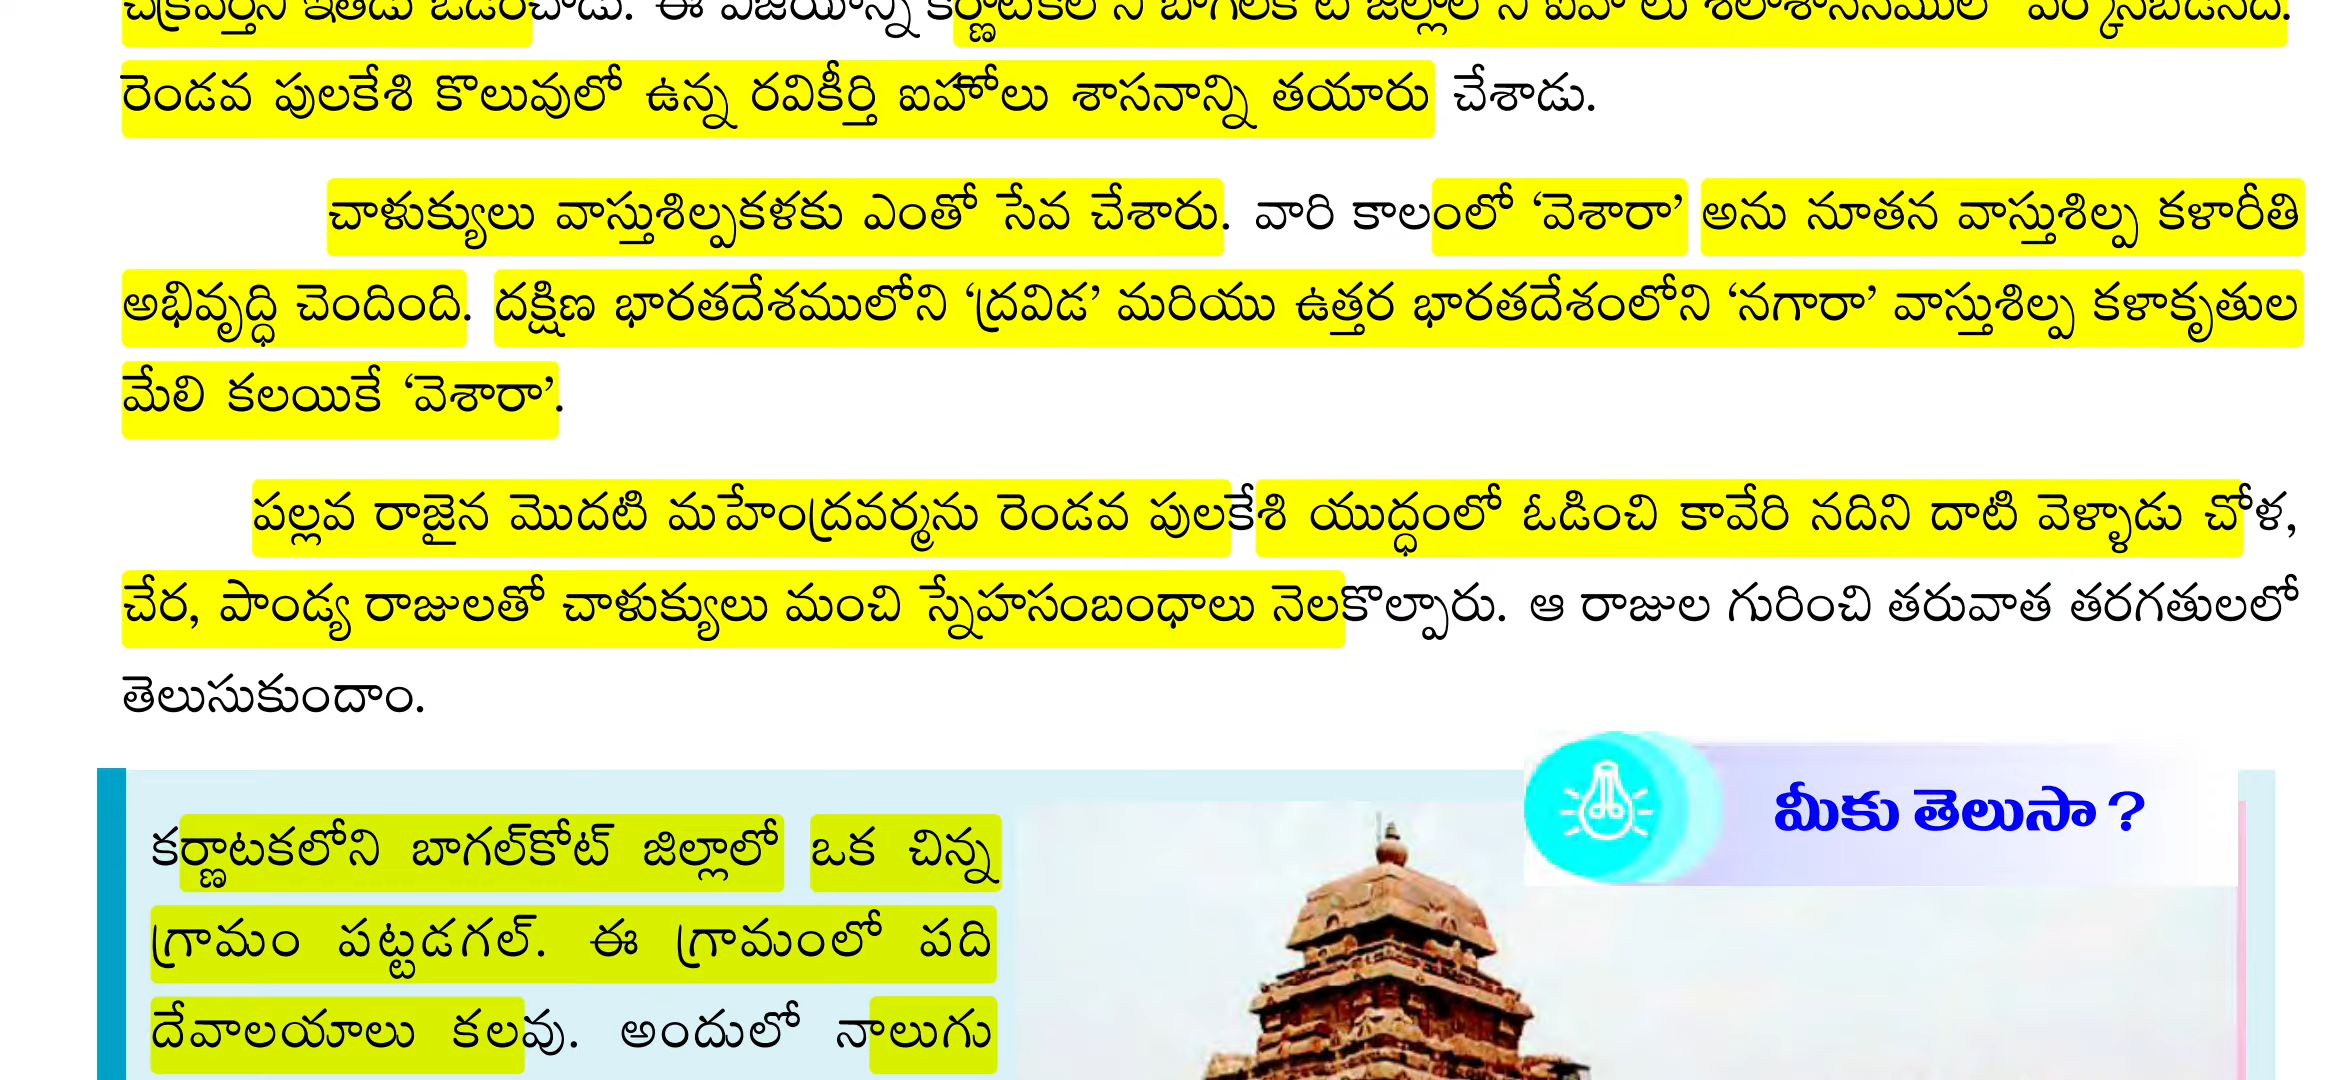 రెండవ పులకేశి కొలువులో ఉన్న రవికీర్తి ఐహోలు శాసనాన్ని తయారు చేశాడు.
చాళుక్యులు వాస్తుశిల్పకళకు ఎంతో సేవ చేశారు. వారి కాలంలో ‘వెశారా’ అను నూతన వాస్తుశిల్ప కళారీతి
అభివృద్ధి చెందింది. దక్షిణ భారతదేశములోని ‘ద్రవిడ’ మరియు ఉత్తర భారతదేశంలోని ‘నగారా’ వాస్తుశిల్ప కళాకృతుల
మేలి కలయికే ‘వెశారా’.
పల్లవ రాజైన మొదటి మహేంద్రవర్మను రెండవ పులకేశి యుద్ధంలో ఓడించి కావేరి నదిని దాటి వెళ్ళాడు చోళ,
చేర, పాండ్య రాజులతో చాళుక్యులు మంచి స్నేహసంబంధాలు నెలకొల్పారు. ఆ రాజుల గురించి తరువాత తరగతులలో
తెలుసుకుందాం.
మీకు తెలుసా ?
కర్ణాటకలోని బాగల్‌కోట్ జిల్లాలో ఒక చిన్న
గ్రామం పట్టడగల్. ఈ గ్రామంలో పది
దేవాలయాలు కలవు. అందులో నాలుగు